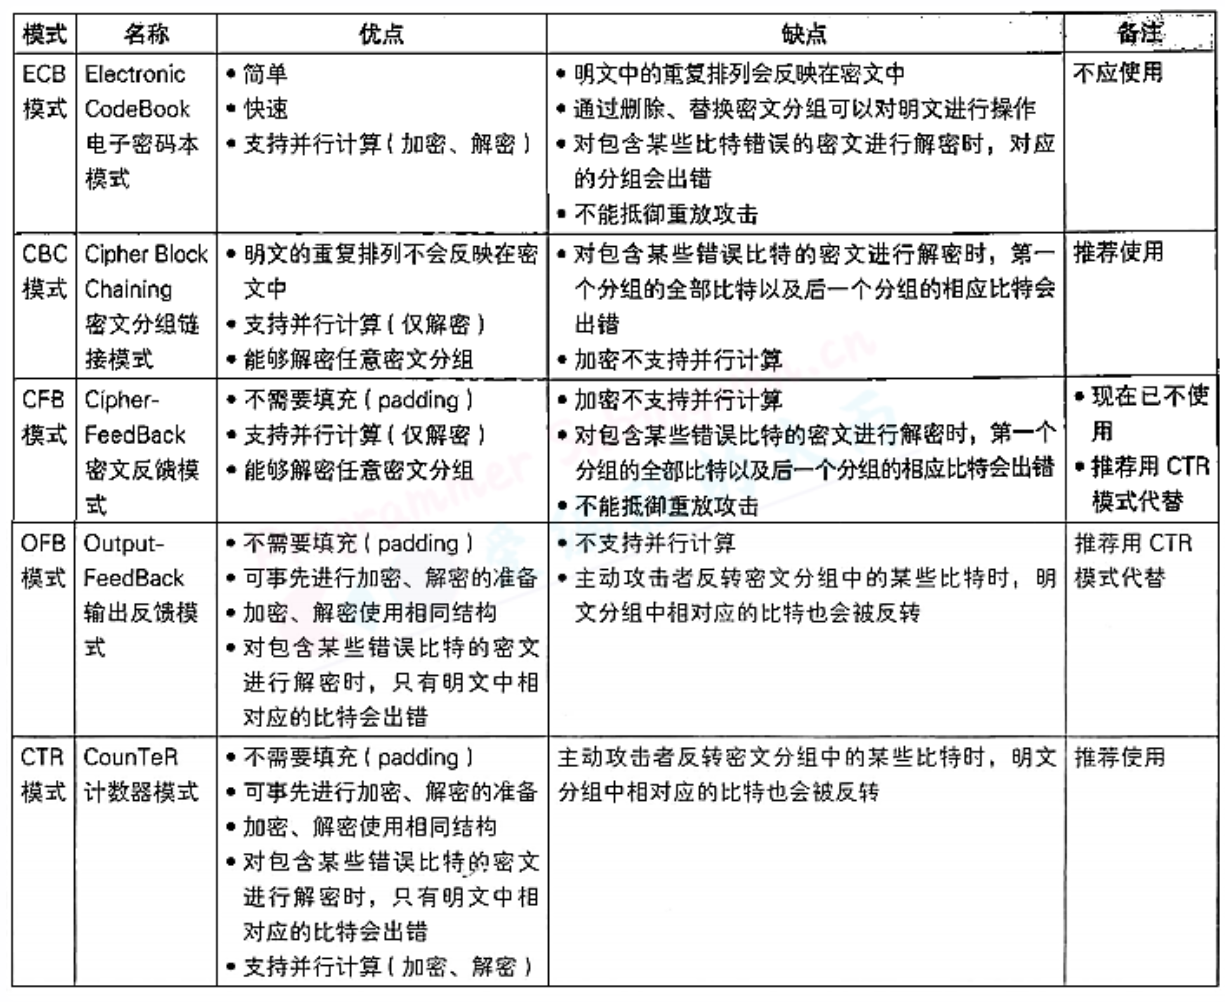 模式 名称 优点 缺点 备注
ECB
模式
Electronic
CodeBook
电子密码本
模式
• 简单
• 快速
• 支持并行计算(加密、解密)
• 明文中的重复排列会反映在密文中
• 通过删除、替换密文分组可以对明文进行操作
• 对包含某些比特错误的密文进行解密时，对应
的分组会出错
• 不能抵御重放攻击
不应使用
CBC
模式
Cipher Block
Chaining
密文分组链
接模式
• 明文的重复排列不会反映在密
文中
• 支持并行计算(仅解密)
• 能够解密任意密文分组
• 对包含某些错误比特的密文进行解密时，第一
个分组的全部比特以及后一个分组的相应比特会
出错
• 加密不支持并行计算
推荐使用
CFB
模式
Cipher-
FeedBack
密文反馈模
式
• 不需要填充(padding)
• 支持并行计算(仅解密)
• 能够解密任意密文分组
• 加密不支持并行计算
• 对包含某些错误比特的密文进行解密时，第一个
分组的全部比特以及后一个分组的相应比特会出错
• 不能抵御重放攻击
• 现在已不使
用
• 推荐用 CTR
模式代替
OFB
模式
Output-
FeedBack
输出反馈模
式
• 不需要填充(padding)
• 可事先进行加密、解密的准备
• 加密、解密使用相同结构
• 对包含某些错误比特的密文
进行解密时，只有明文中相
对应的比特会出错
• 不支持并行计算
• 主动攻击者反转密文分组中的某些比特时，明
文分组中相对应的比特也会被反转
推荐用 CTR
模式代替
CTR
模式
CounTeR
计数器模式
• 不需要填充(padding)
• 可事先进行加密、解密的准备
• 加密、解密使用相同结构
• 对包含某些错误比特的密文
进行解密时，只有明文中相
对应的比特会出错
• 支持并行计算(加密、解密)
主动攻击者反转密文分组中的某些比特时，明文
分组中相对应的比特也会被反转
推荐使用